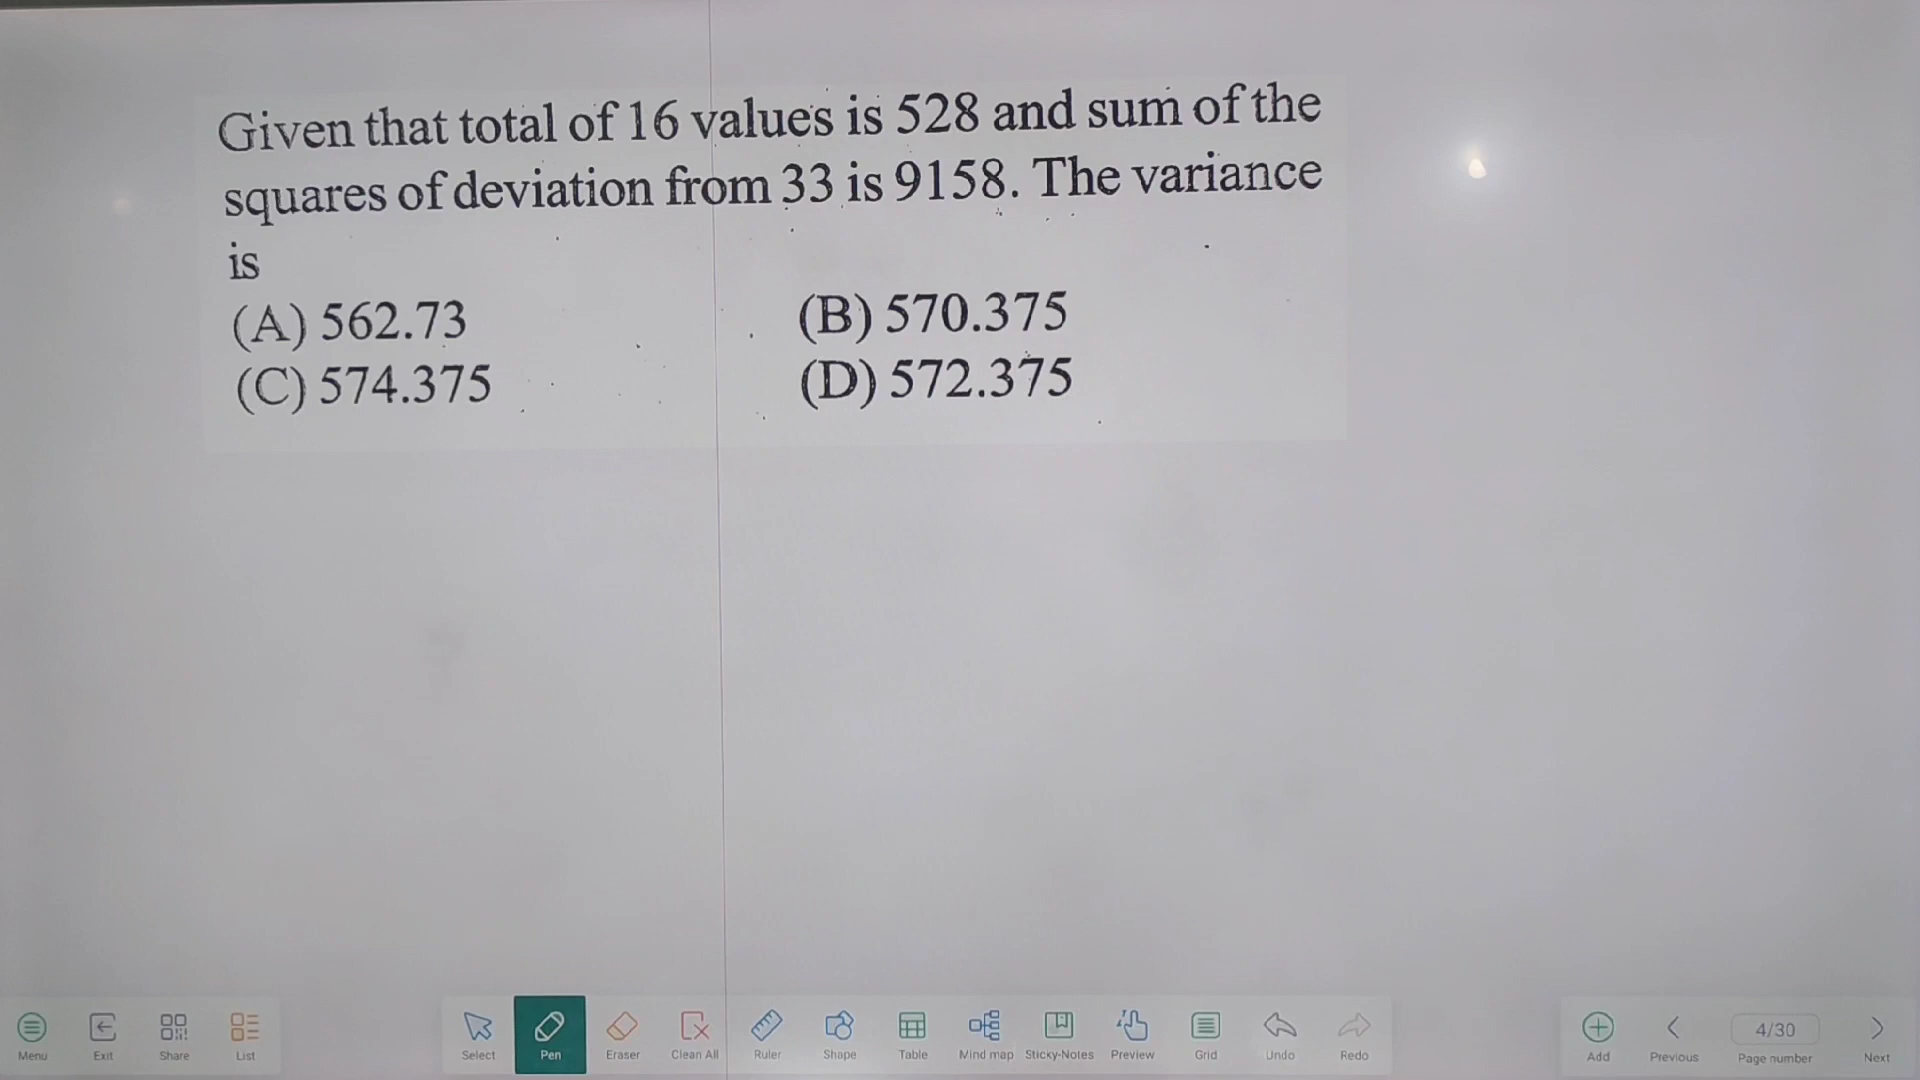 Given that total of 16 values is 528 and sum of the
squares of deviation from 33 is 9158. The variance
is
(A) 562.73 (B) 570.375
(C) 574.375 (D) 572.375
Menu Exit Share List Select Pen Eraser Clean All Ruler Shape Table Mind map Sticky-Notes Preview Grid Undo Redo Add Previous 4/30 Page number Next